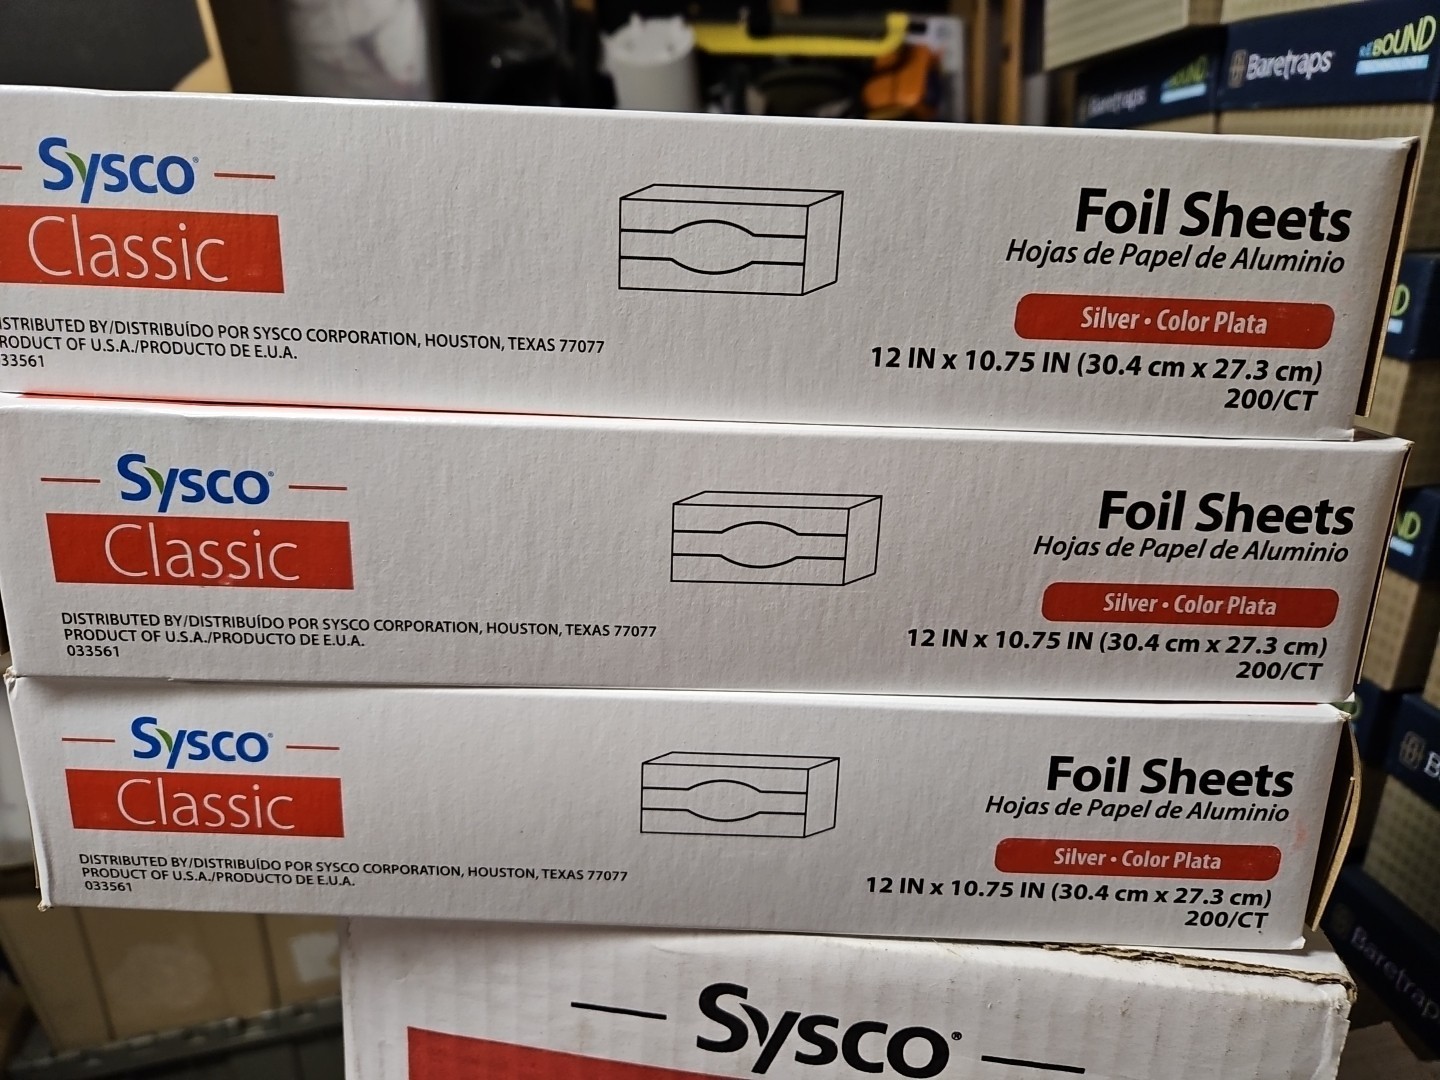 Baretraps
REBOUND
TECHNOLOGY
Baretraps
Sysco®
Classic
STRIBUTED BY/DISTRIBUÍDO POR SYSCO CORPORATION, HOUSTON, TEXAS 77077
RODUCT OF U.S.A./PRODUCTO DE E.U.A.
33561
Foil Sheets
Hojas de Papel de Aluminio
Silver • Color Plata
12 IN x 10.75 IN (30.4 cm x 27.3 cm)
200/CT
Sysco®
Classic
DISTRIBUTED BY/DISTRIBUÍDO POR SYSCO CORPORATION, HOUSTON, TEXAS 77077
PRODUCT OF U.S.A./PRODUCTO DE E.U.A.
033561
Foil Sheets
Hojas de Papel de Aluminio
Silver • Color Plata
12 IN x 10.75 IN (30.4 cm x 27.3 cm)
200/CT
Sysco®
Classic
DISTRIBUTED BY/DISTRIBUÍDO POR SYSCO CORPORATION, HOUSTON, TEXAS 77077
PRODUCT OF U.S.A./PRODUCTO DE E.U.A.
033561
Foil Sheets
Hojas de Papel de Aluminio
Silver • Color Plata
12 IN x 10.75 IN (30.4 cm x 27.3 cm)
200/CT
Sysco®
Baretrap